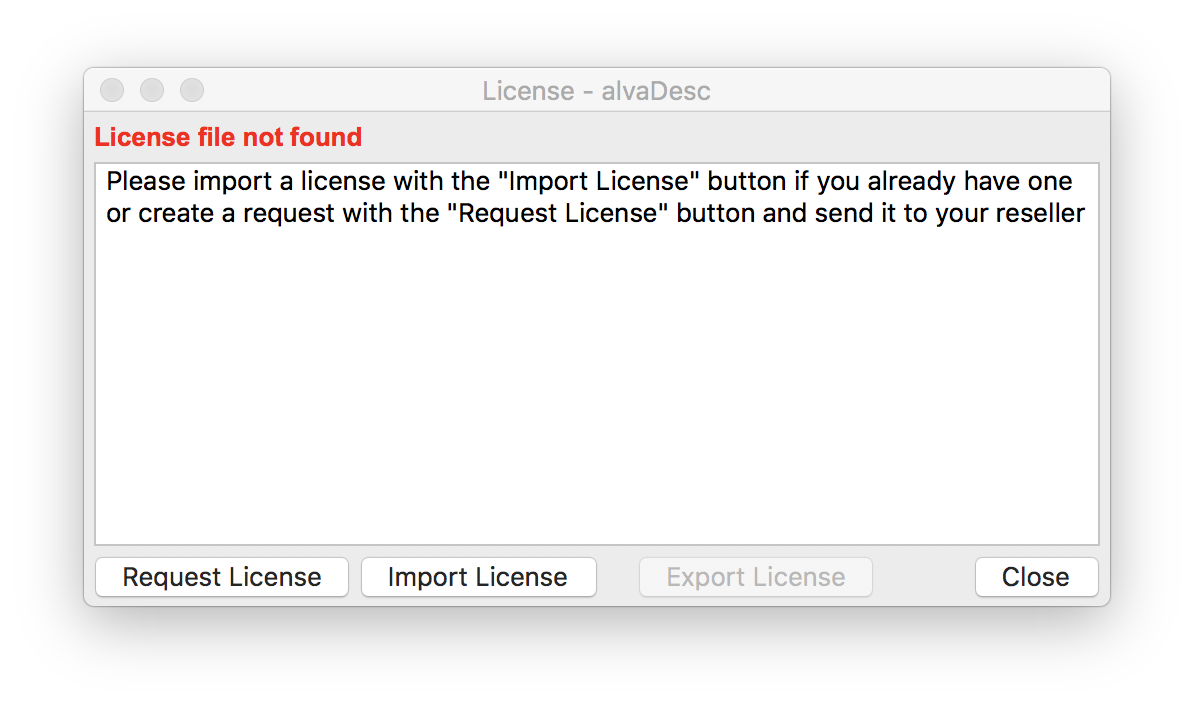 License - alvaDesc
License file not found
Please import a license with the "Import License" button if you already have one
or create a request with the "Request License" button and send it to your reseller
Request License
Import License
Export License
Close